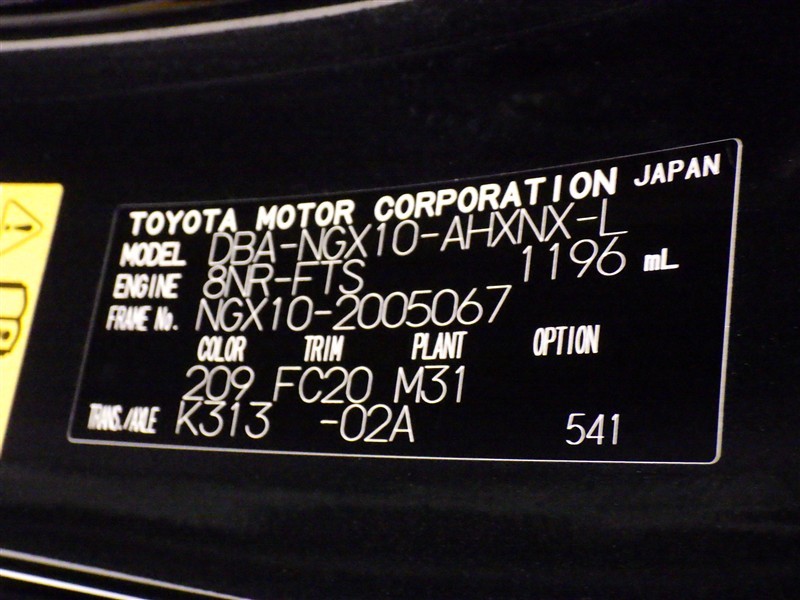 TOYOTA MOTOR CORPORATION JAPAN
MODEL DBA-NGX10-AHXNX-L
ENGINE 8NR-FTS 1196 mL
FRAME No. NGX10-2005067
COLOR TRIM PLANT OPTION
209 FC20 M31
TRANS./AXLE K313 -02A 541